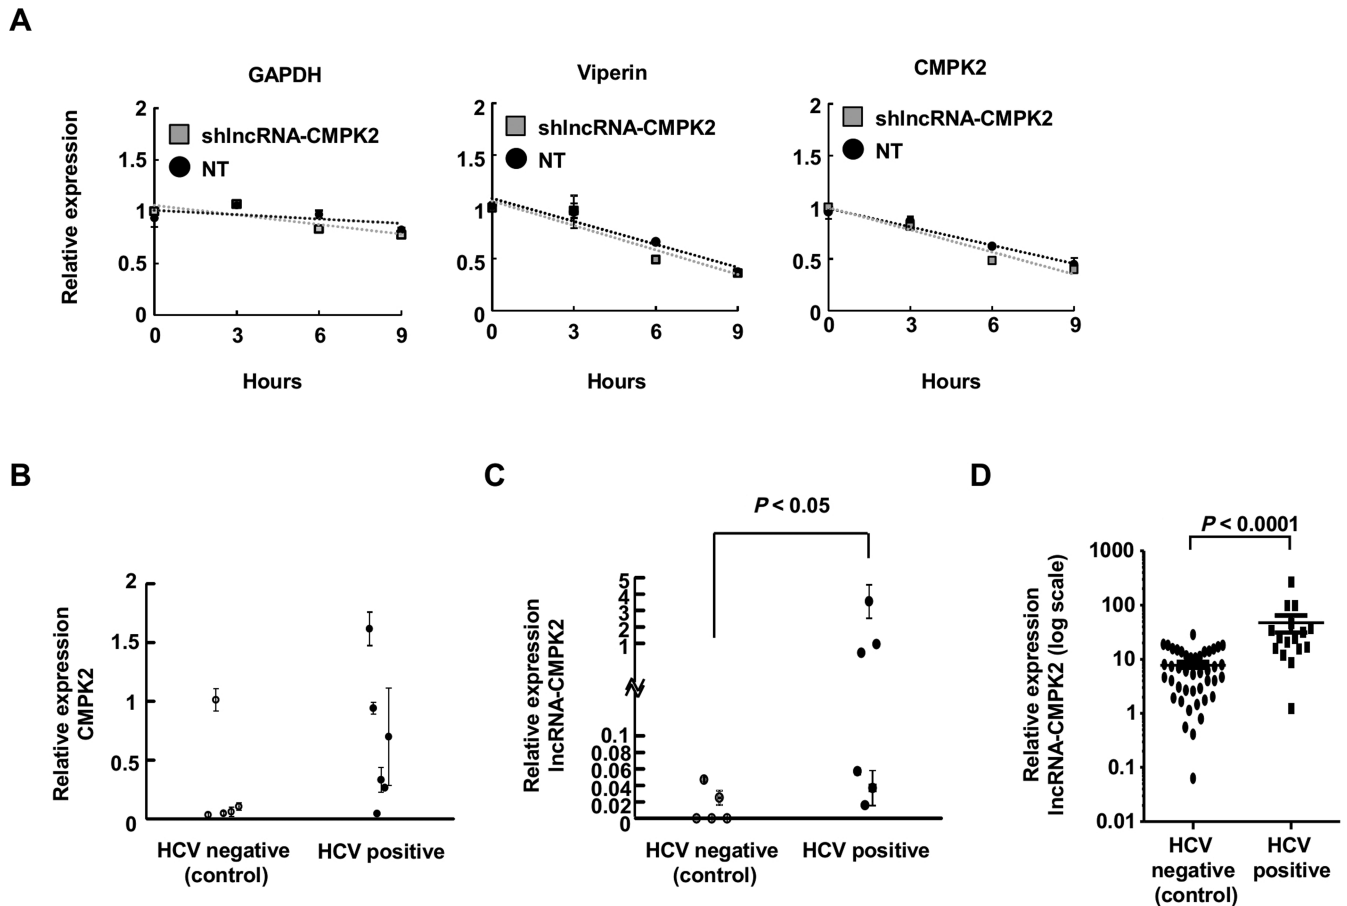 A
GAPDH
Viperin
CMPK2
Relative expression
2
1.5
1
0.5
0
shlncRNA-CMPK2
NT
0 3 6 9
Hours
2
1.5
1
0.5
0
shlncRNA-CMPK2
NT
0 3 6 9
Hours
2
1.5
1
0.5
0
shlncRNA-CMPK2
NT
0 3 6 9
Hours
B
Relative expression
CMPK2
2
1.5
1
0.5
0
HCV negative
(control)
HCV positive
C
P < 0.05
Relative expression
lncRNA-CMPK2
5
4
3
2
1
0.1
0.08
0.06
0.04
0.02
0
HCV negative
(control)
HCV positive
D
P < 0.0001
Relative expression
lncRNA-CMPK2 (log scale)
1000
100
10
1
0.1
0.01
HCV
negative
(control)
HCV
positive